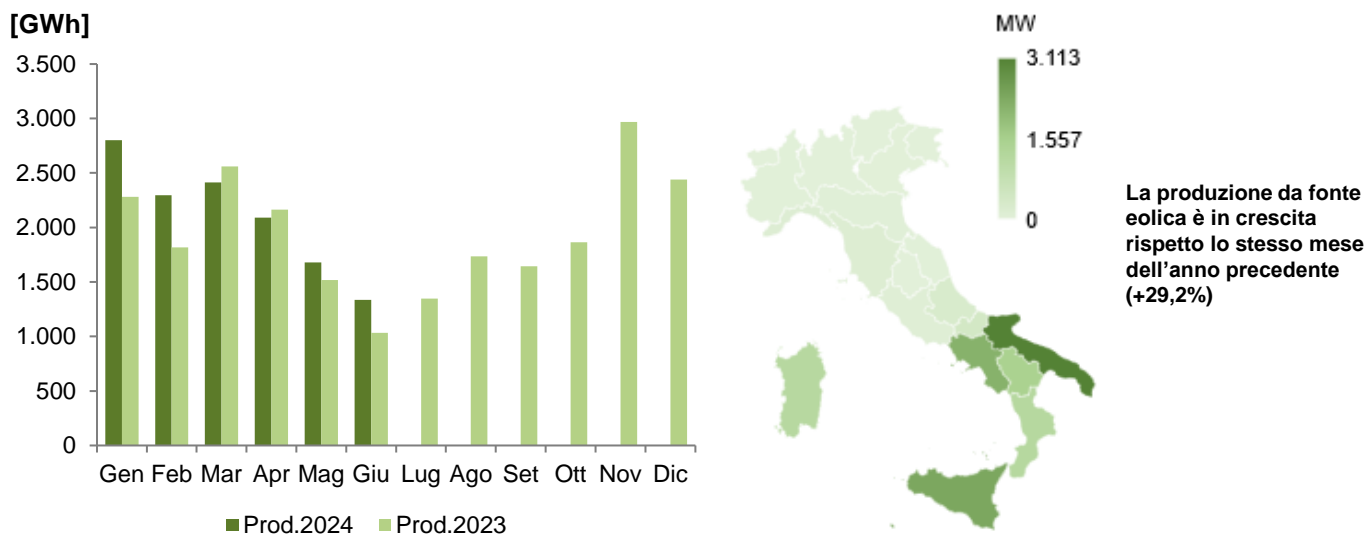 [GWh]
3.500
3.000
2.500
2.000
1.500
1.000
500
0
Gen Feb Mar Apr Mag Giu Lug Ago Set Ott Nov Dic
Prod.2024 Prod.2023
MW
3.113
1.557
0
La produzione da fonte
eolica è in crescita
rispetto lo stesso mese
dell’anno precedente
(+29,2%)